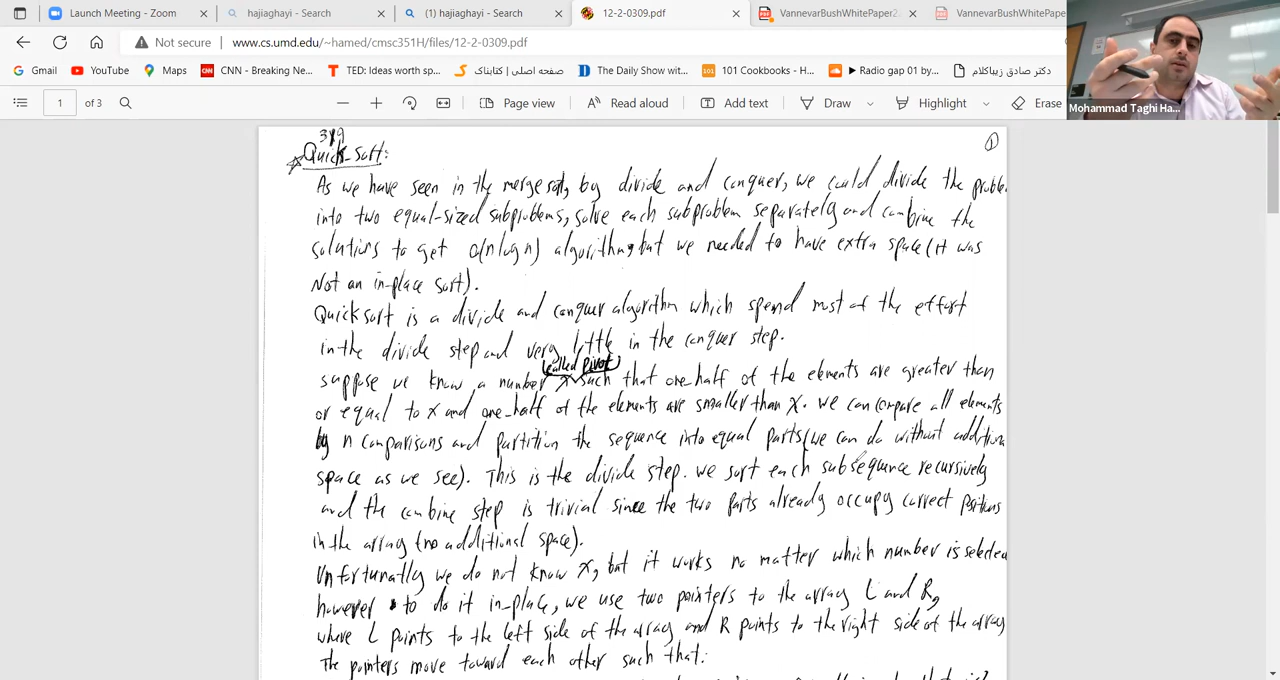 Launch Meeting - Zoom
hajiaghayi - Search
(1) hajiaghayi - Search
12-2-0309.pdf
VannevarBushWhitePaper2
VannevarBushWhitePape
Not secure
www.cs.umd.edu/~hamed/cmsc351H/files/12-2-0309.pdf
Gmail
YouTube
Maps
CNN - Breaking Ne...
TED: Ideas worth sp...
صفحه اصلی | کتابنا...
The Daily Show wit...
101 Cookbooks - H...
▶ Radio gap 01 by...
دکتر صادق زیباکلام
1 of 3
Page view
Read aloud
Add text
Draw
Highlight
Erase
Mohammad Taghi Ha...
1
Quick-Sort:
As we have seen in the merge sort, by divide and conquer, we could divide the proble
into two equal-sized subproblems, solve each subproblem separately and combine the
solutions to get O(n log n) algorithm, but we needed to have extra space (it was
Not an in-place sort).
Quicksort is a divide and conquer algorithm which spend most of the effort
in the divide step and very little in the conquer step.
(called pivot)
suppose we know a number x such that one-half of the elements are greater than
or equal to x and one-half of the elements are smaller than x. we can compare all elements
by n comparisons and partition the sequence into equal parts (we can do without addition
space as we see). This is the divide step. we sort each subsequence recursively
and the combine step is trivial since the two parts already occupy correct positions
in the array (no additional space).
Unfortunatly we do not know x, but it works no matter which number is selected
however to do it in-place, we use two pointers to the array L and R,
where L points to the left side of the array and R points to the right side of the array
The pointers move toward each other such that: